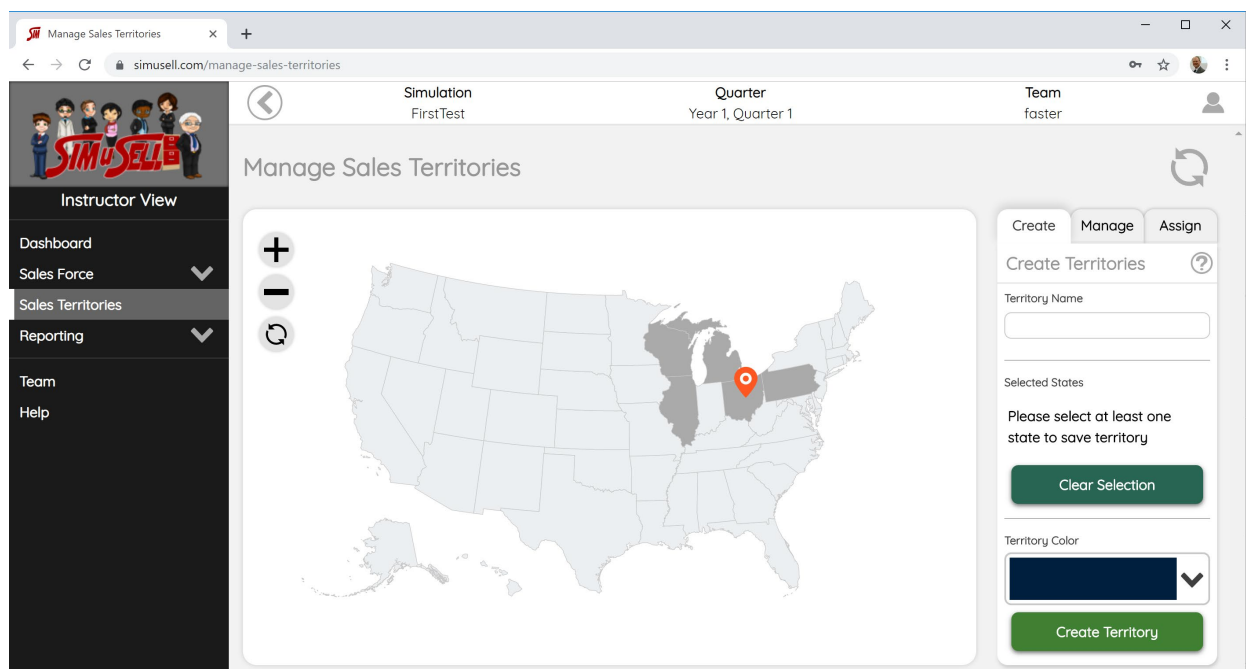 Manage Sales Territories
simusell.com/manage-sales-territories
SIMuSELL
Instructor View
Dashboard
Sales Force
Sales Territories
Reporting
Team
Help
Simulation
FirstTest
Quarter
Year 1, Quarter 1
Team
faster
Manage Sales Territories
Create Manage Assign
Create Territories ?
Territory Name
Selected States
Please select at least one
state to save territory
Clear Selection
Territory Color
Create Territory